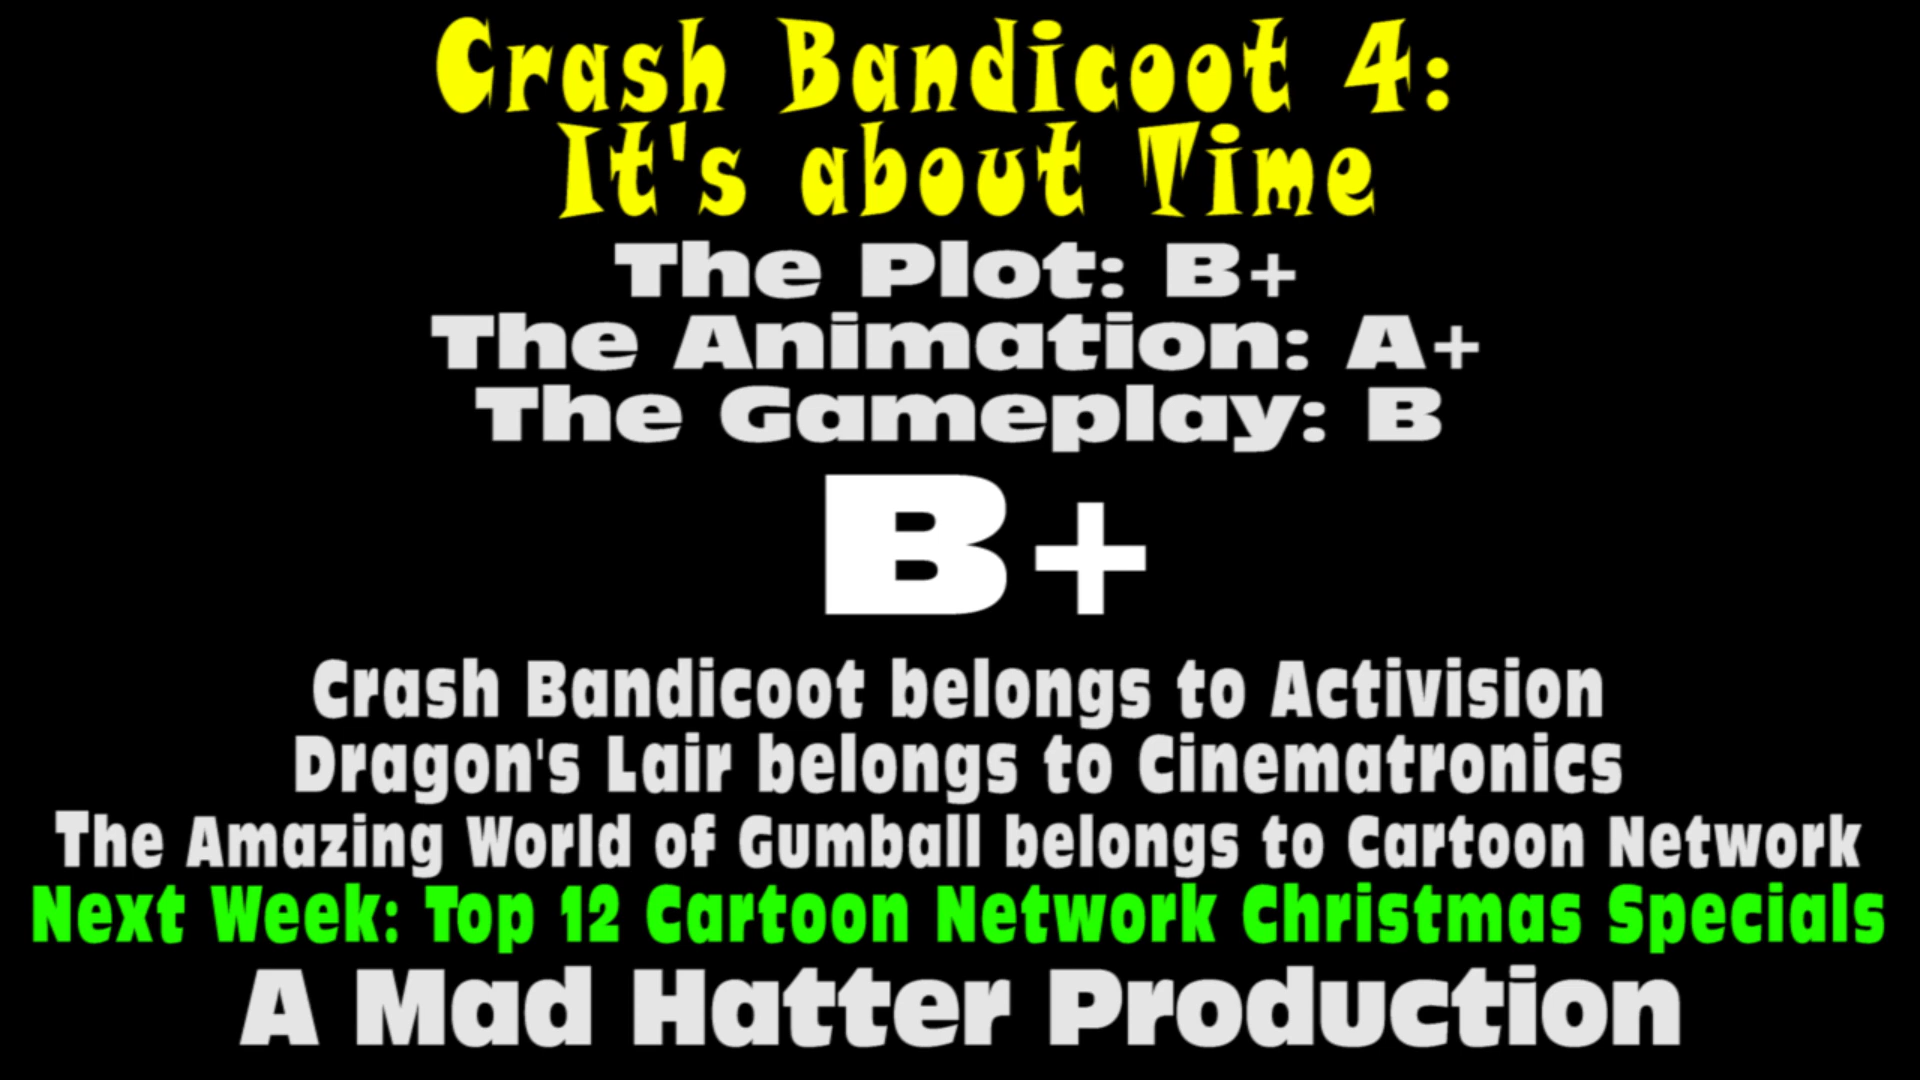 Crash Bandicoot 4:
It's about Time
The Plot: B+
The Animation: A+
The Gameplay: B
B+
Crash Bandicoot belongs to Activision
Dragon's Lair belongs to Cinematronics
The Amazing World of Gumball belongs to Cartoon Network
Next Week: Top 12 Cartoon Network Christmas Specials
A Mad Hatter Production